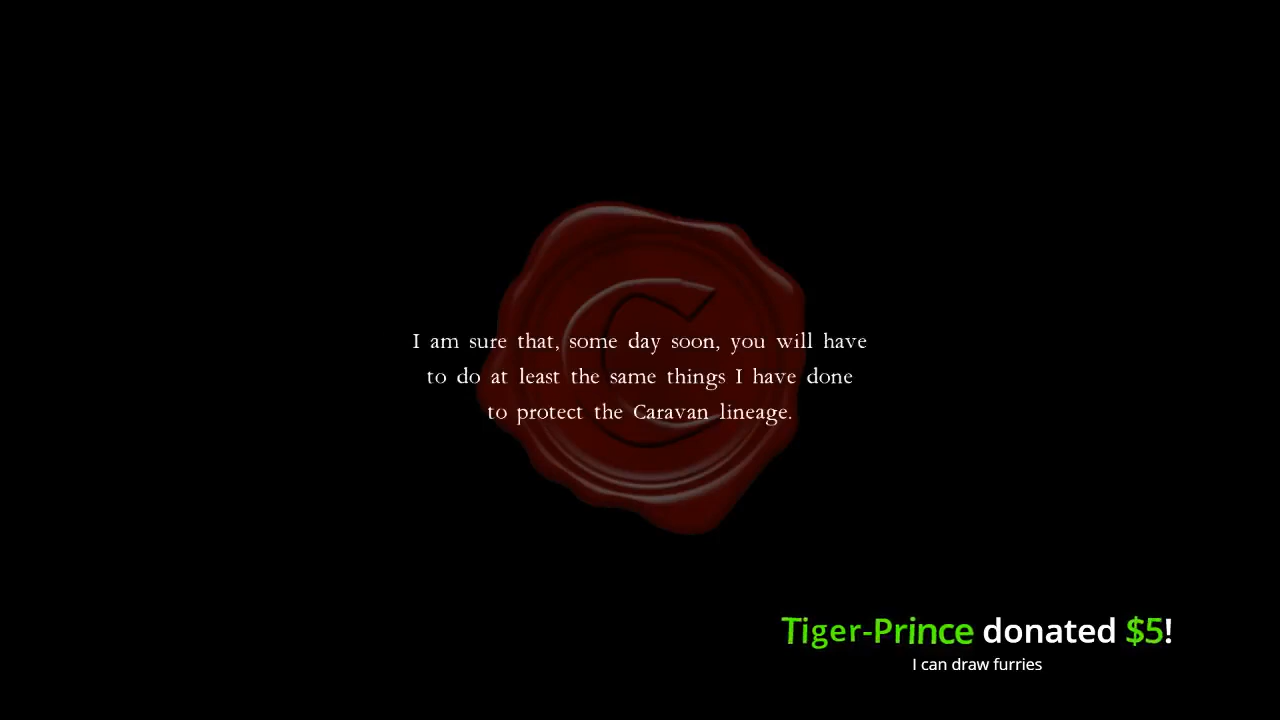 C
I am sure that, some day soon, you will have
to do at least the same things I have done
to protect the Caravan lineage.
Tiger-Prince donated $5!
I can draw furries